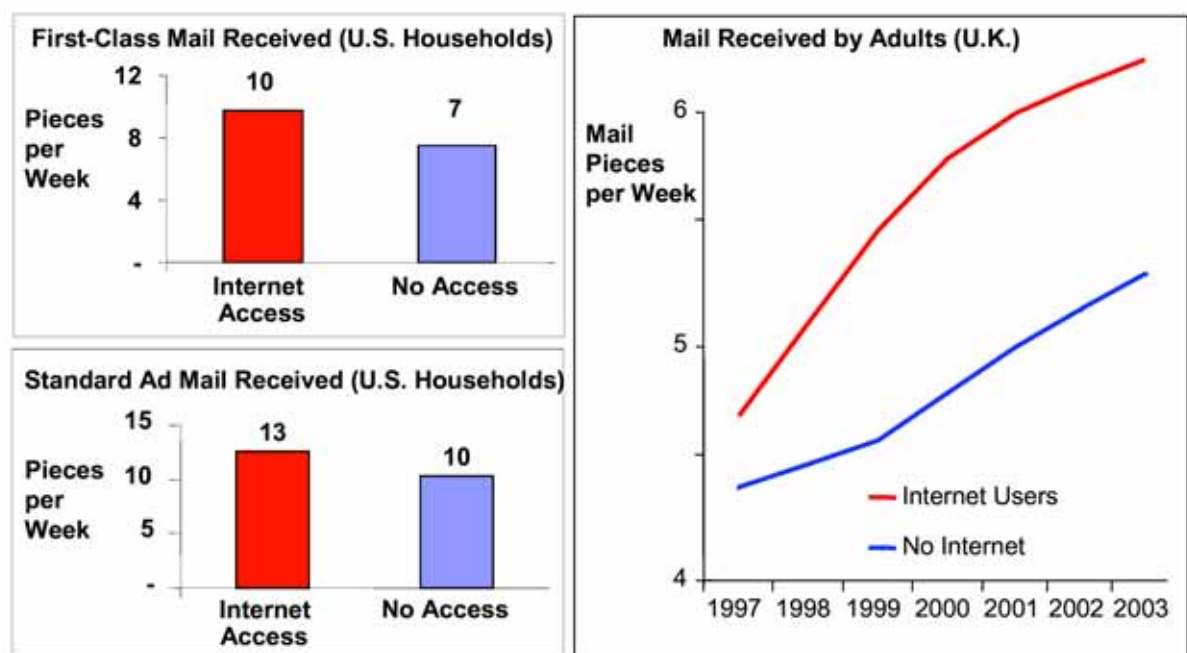 First-Class Mail Received (U.S. Households)
12
8
4
-
Pieces
per
Week
10
7
Internet
Access
No Access
Standard Ad Mail Received (U.S. Households)
15
10
5
-
Pieces
per
Week
13
10
Internet
Access
No Access
Mail Received by Adults (U.K.)
Mail
Pieces
per Week
6
5
4
Internet Users
No Internet
1997 1998 1999 2000 2001 2002 2003